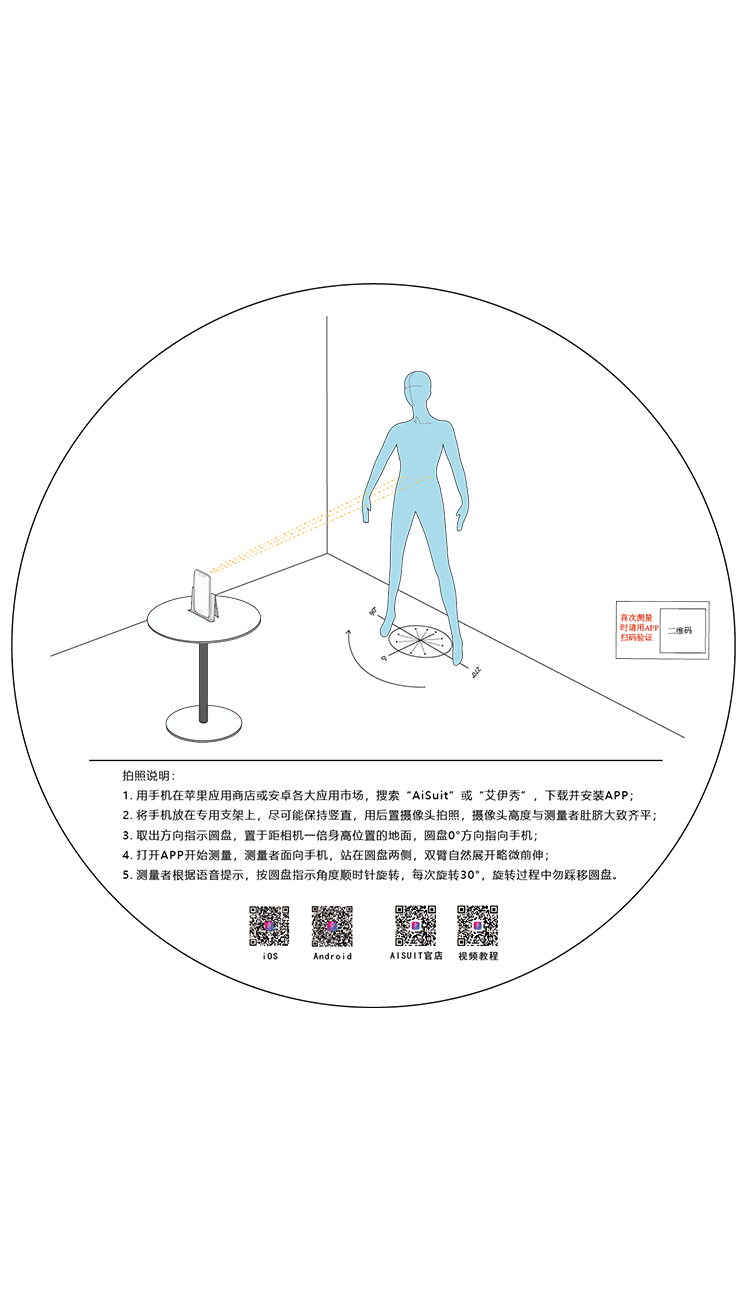 90°
0°
270°
首次测量
时请用APP
扫码验证
二维码
拍照说明：
1. 用手机在苹果应用商店或安卓各大应用市场，搜索“AiSuit”或“艾伊秀”，下载并安装APP；
2. 将手机放在专用支架上，尽可能保持竖直，用后置摄像头拍照，摄像头高度与测量者肚脐大致齐平；
3. 取出方向指示圆盘，置于距相机一倍身高位置的地面，圆盘0°方向指向手机；
4. 打开APP开始测量，测量者面向手机，站在圆盘两侧，双臂自然展开略微前伸；
5. 测量者根据语音提示，按圆盘指示角度顺时针旋转，每次旋转30°，旋转过程中勿踩移圆盘。
iOS
Android
AISUIT官店
视频教程